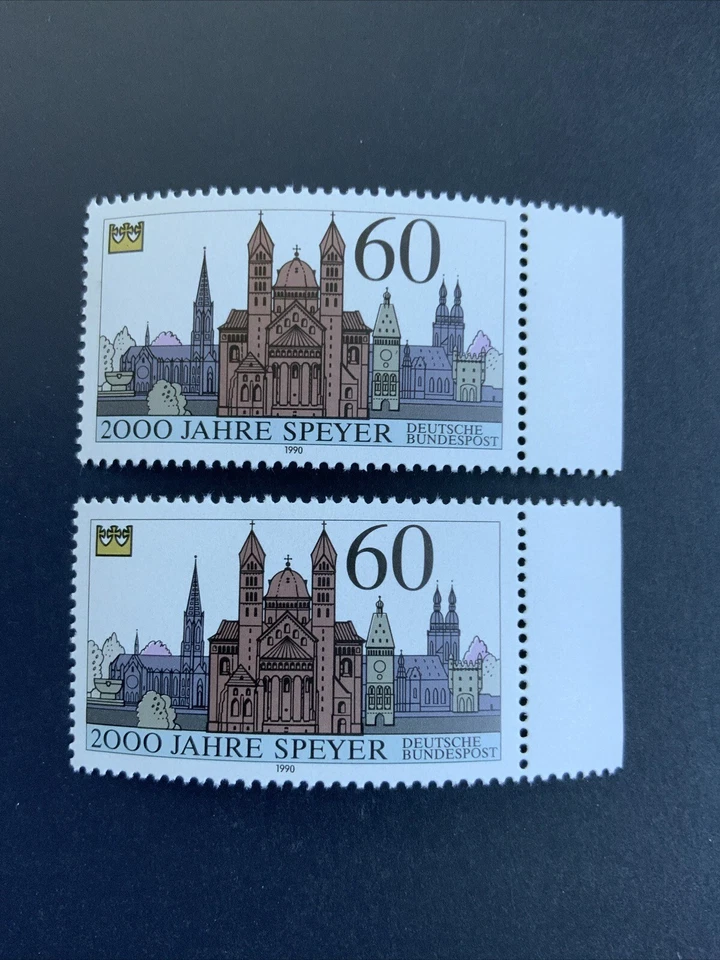 60
2000 JAHRE SPEYER
DEUTSCHE
BUNDESPOST
1990
60
2000 JAHRE SPEYER
DEUTSCHE
BUNDESPOST
1990